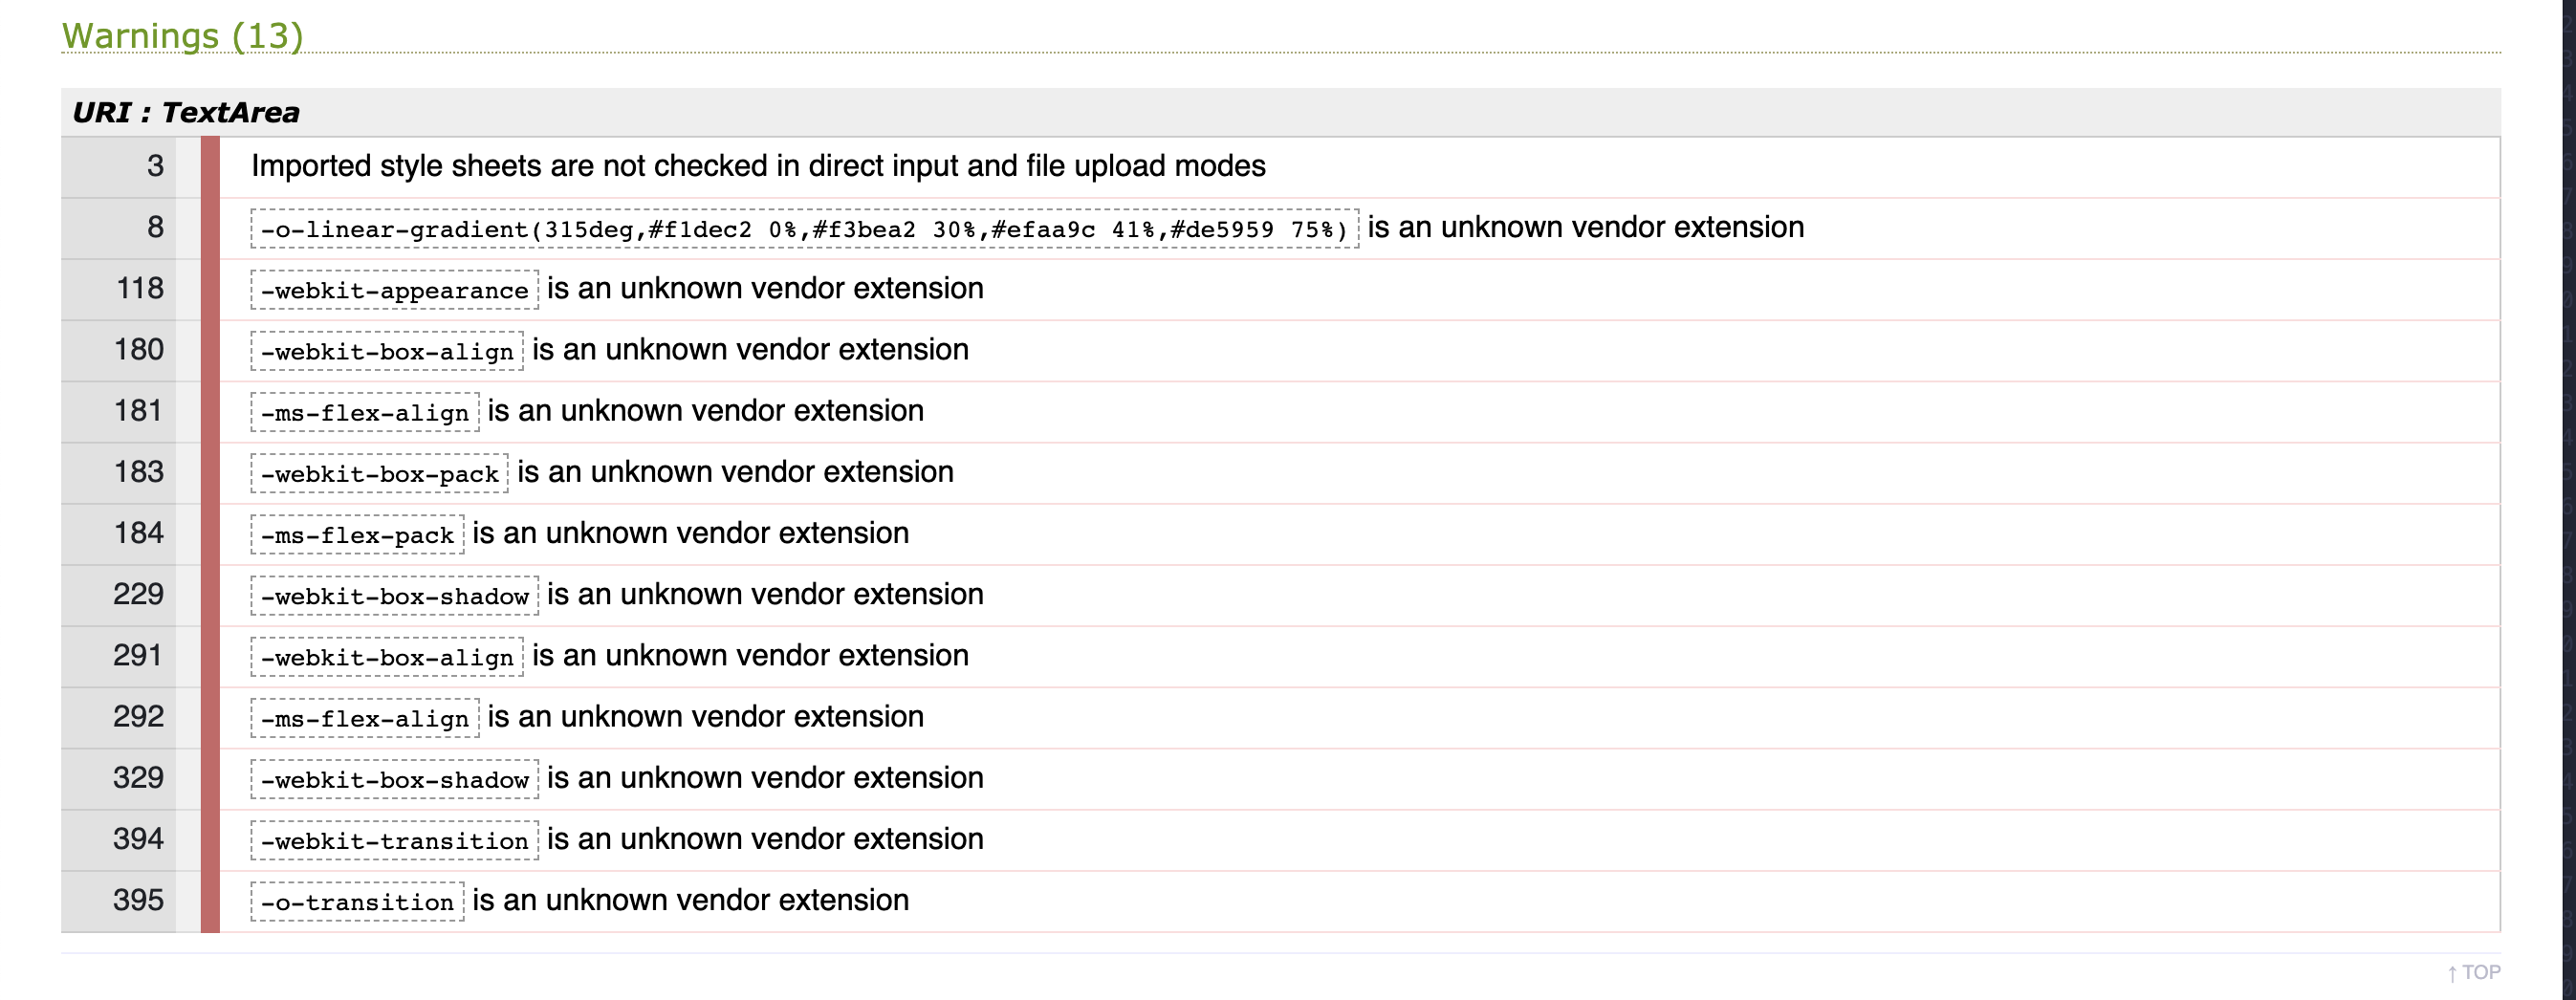 Warnings (13)
URI : TextArea
3 Imported style sheets are not checked in direct input and file upload modes
8 -o-linear-gradient(315deg,#f1dec2 0%,#f3bea2 30%,#efaa9c 41%,#de5959 75%) is an unknown vendor extension
118 -webkit-appearance is an unknown vendor extension
180 -webkit-box-align is an unknown vendor extension
181 -ms-flex-align is an unknown vendor extension
183 -webkit-box-pack is an unknown vendor extension
184 -ms-flex-pack is an unknown vendor extension
229 -webkit-box-shadow is an unknown vendor extension
291 -webkit-box-align is an unknown vendor extension
292 -ms-flex-align is an unknown vendor extension
329 -webkit-box-shadow is an unknown vendor extension
394 -webkit-transition is an unknown vendor extension
395 -o-transition is an unknown vendor extension
↑ TOP